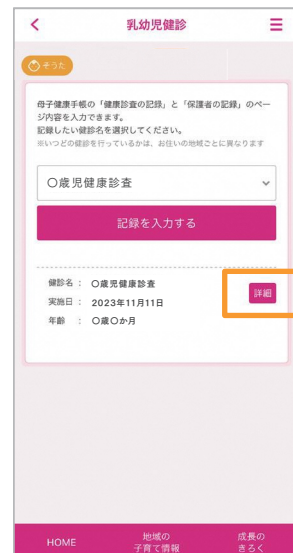 乳幼児健診
そうた
母子健康手帳の「健康診査の記録」と「保護者の記録」のペー
ジ内容を入力できます。
記録したい健診名を選択してください。
※いつどの健診を行っているかは、お住いの地域ごとに異なります
〇歳児健康診査
記録を入力する
健診名 : 〇歳児健康診査
実施日 : 2023年11月11日
年齢 : 〇歳〇か月
詳細
HOME
地域の
子育て情報
成長の
きろく